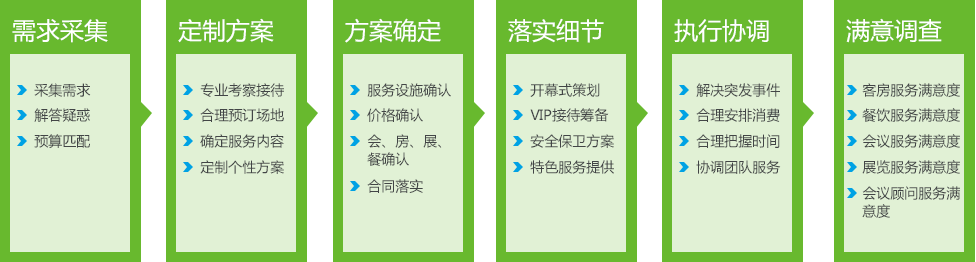 需求采集
采集需求
解答疑惑
预算匹配
定制方案
专业考察接待
合理预订场地
确定服务内容
定制个性方案
方案确定
服务设施确认
价格确认
会、房、展、
餐确认
合同落实
落实细节
开幕式策划
VIP接待筹备
安全保卫方案
特色服务提供
执行协调
解决突发事件
合理安排消费
合理把握时间
协调团队服务
满意调查
客房服务满意度
餐饮服务满意度
会议服务满意度
展览服务满意度
会议顾问服务满
意度